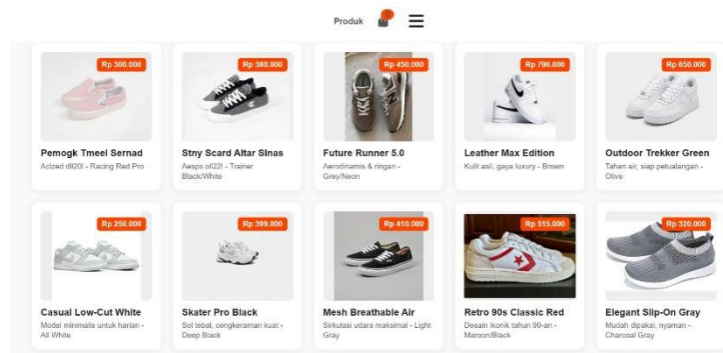 Produk
Rp 300.000
Rp 380.000
Rp 450.000
Rp 790.000
Rp 650.000
Pemogk Tmeel Sernad
Stny Scard Altar Slnas
Future Runner 5.0
Leather Max Edition
Outdoor Trekker Green
- Racing Red Pro
- Trainer
Black/White
Aerodinamis & ringan -
Grey/Neon
Kulit asli, gaya luxury - Brown
Tahan air, siap petualangan -
Olive
Rp 250.000
Rp 399.000
Rp 410.000
Rp 515.000
Rp 320.000
Casual Low-Cut White
Skater Pro Black
Mesh Breathable Air
Retro 90s Classic Red
Elegant Slip-On Gray
Model minimalis untuk harian -
All White
Sol tebal, cengkeraman kuat -
Deep Black
Sirkulasi udara maksimal - Light
Gray
Desain ikonik tahun 90-an -
Maroon/Black
Mudah dipakai, nyaman -
Charcoal Gray